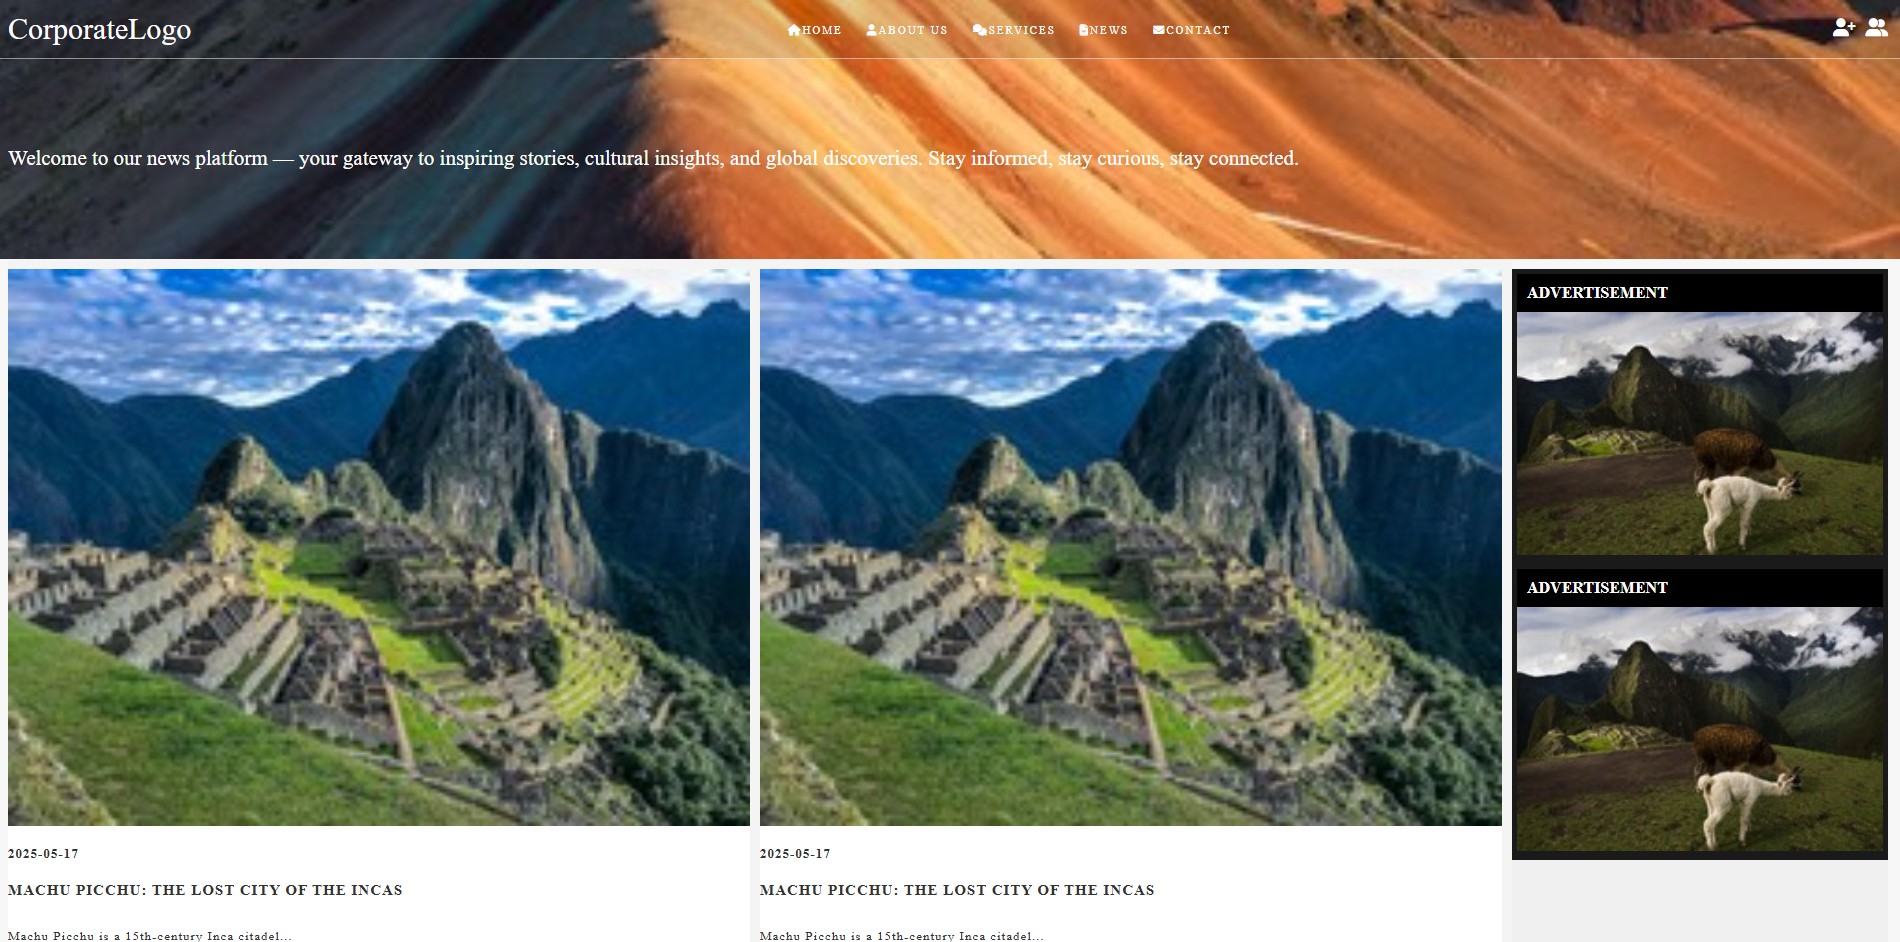 CorporateLogo
HOME ABOUT US SERVICES NEWS CONTACT
Welcome to our news platform — your gateway to inspiring stories, cultural insights, and global discoveries. Stay informed, stay curious, stay connected.
2025-05-17
MACHU PICCHU: THE LOST CITY OF THE INCAS
Machu Picchu is a 15th-century Inca citadel...
2025-05-17
MACHU PICCHU: THE LOST CITY OF THE INCAS
Machu Picchu is a 15th-century Inca citadel...
ADVERTISEMENT
ADVERTISEMENT